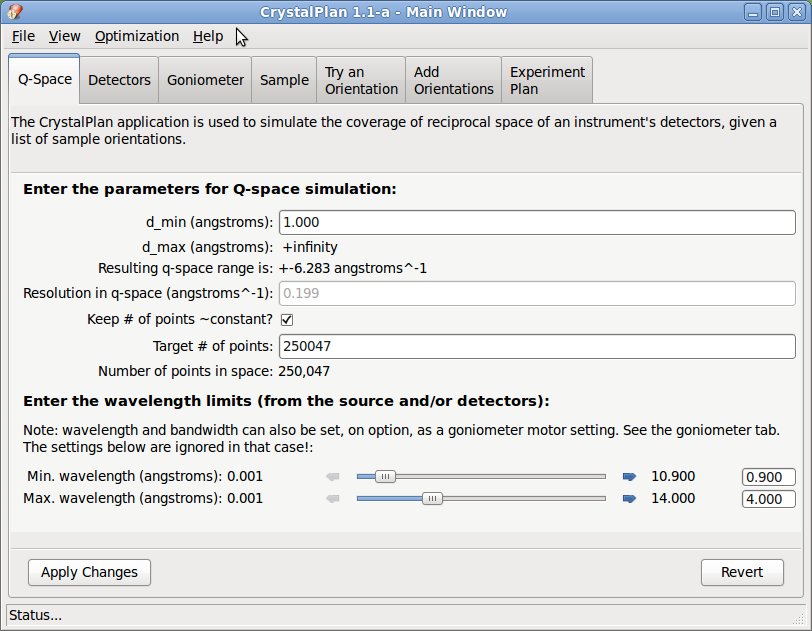 CrystalPlan 1.1-a - Main Window
File View Optimization Help
Q-Space Detectors Goniometer Sample Try an Orientation Add Orientations Experiment Plan
The CrystalPlan application is used to simulate the coverage of reciprocal space of an instrument's detectors, given a
list of sample orientations.
Enter the parameters for Q-space simulation:
d_min (angstroms): 1.000
d_max (angstroms): +infinity
Resulting q-space range is: +-6.283 angstroms^-1
Resolution in q-space (angstroms^-1): 0.199
Keep # of points ~constant?
Target # of points: 250047
Number of points in space: 250,047
Enter the wavelength limits (from the source and/or detectors):
Note: wavelength and bandwidth can also be set, on option, as a goniometer motor setting. See the goniometer tab.
The settings below are ignored in that case!:
Min. wavelength (angstroms): 0.001 10.900 0.900
Max. wavelength (angstroms): 0.001 14.000 4.000
Apply Changes Revert
Status...